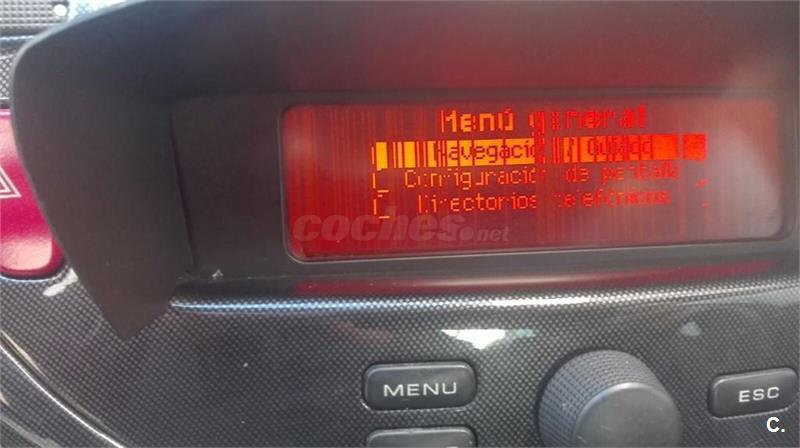 Menú general
Navegación / Guiado
Configuración de pantalla
Directorios telefónicos
coches.net
MENU
ESC
C.